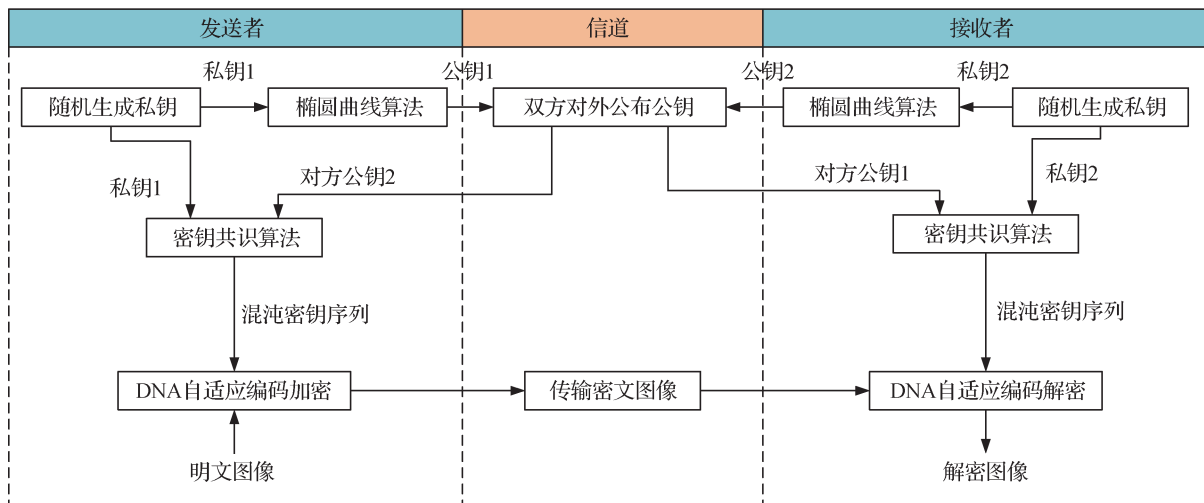 发送者
信道
接收者
私钥1
公钥1
公钥2
私钥2
随机生成私钥
椭圆曲线算法
双方对外公布公钥
椭圆曲线算法
随机生成私钥
私钥1
对方公钥2
对方公钥1
私钥2
密钥共识算法
密钥共识算法
混沌密钥序列
混沌密钥序列
DNA自适应编码加密
传输密文图像
DNA自适应编码解密
明文图像
解密图像